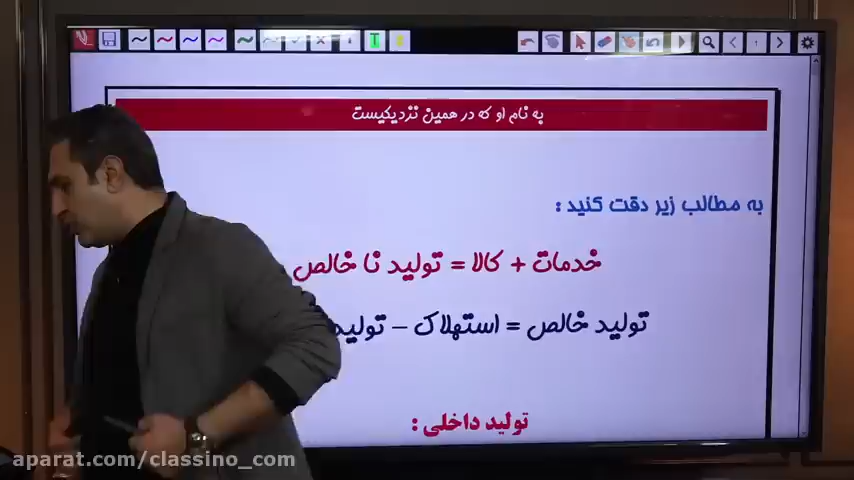 به نام او که در همین نزدیکیست
به مطالب زیر دقت کنید :
خدمات + کالا = تولید نا خالص
تولید خالص = استهلاک – تولید
تولید داخلی :
aparat.com/classino_com